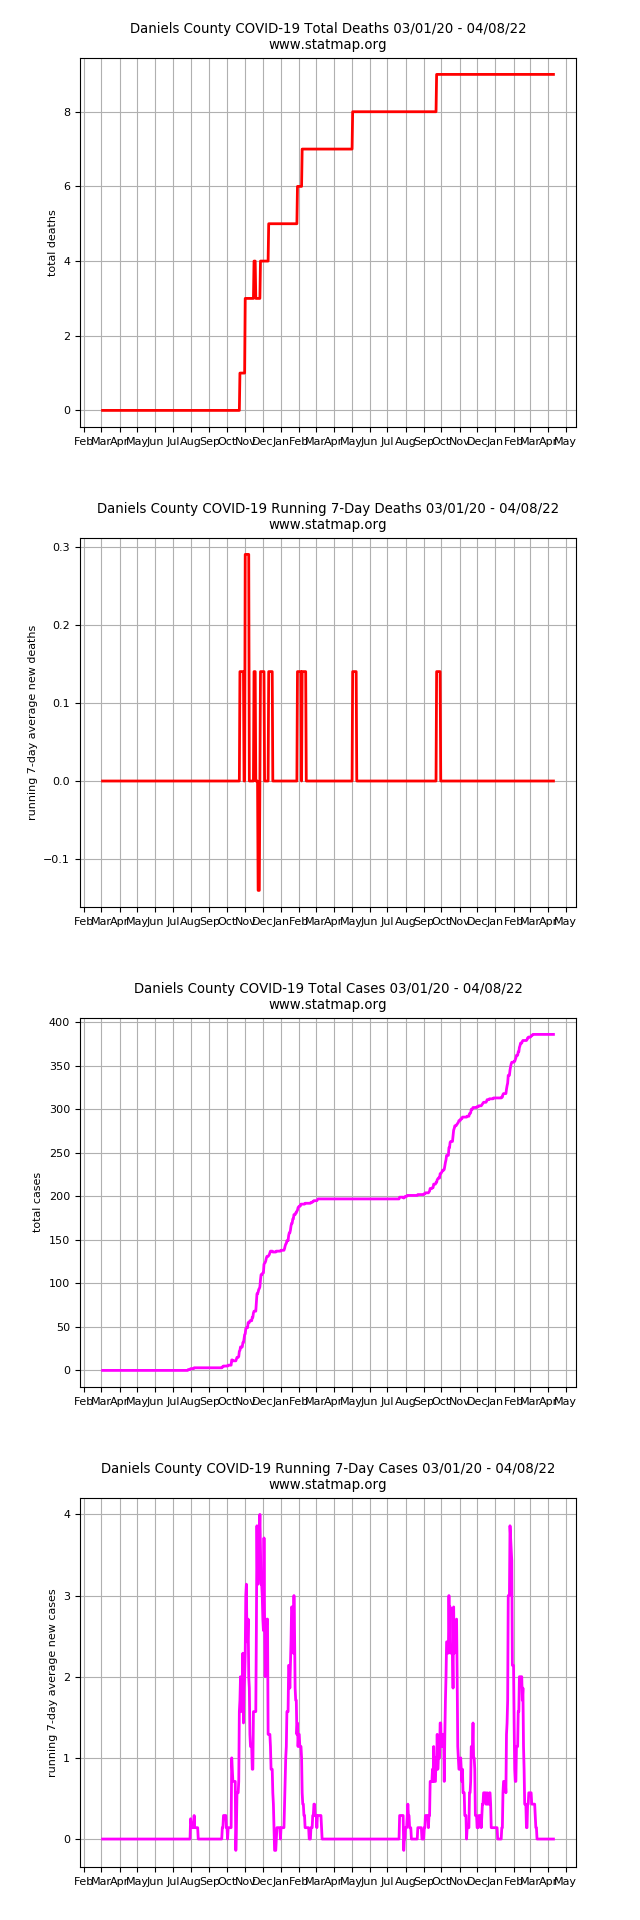 Daniels County COVID-19 Total Deaths 03/01/20 - 04/08/22
www.statmap.org
8
6
4
2
0
total deaths
Feb Mar Apr May Jun Jul Aug Sep Oct Nov Dec Jan Feb Mar Apr May Jun Jul Aug Sep Oct Nov Dec Jan Feb Mar Apr May
Daniels County COVID-19 Running 7-Day Deaths 03/01/20 - 04/08/22
www.statmap.org
0.3
0.2
0.1
0.0
−0.1
running 7-day average new deaths
Feb Mar Apr May Jun Jul Aug Sep Oct Nov Dec Jan Feb Mar Apr May Jun Jul Aug Sep Oct Nov Dec Jan Feb Mar Apr May
Daniels County COVID-19 Total Cases 03/01/20 - 04/08/22
www.statmap.org
400
350
300
250
200
150
100
50
0
total cases
Feb Mar Apr May Jun Jul Aug Sep Oct Nov Dec Jan Feb Mar Apr May Jun Jul Aug Sep Oct Nov Dec Jan Feb Mar Apr May
Daniels County COVID-19 Running 7-Day Cases 03/01/20 - 04/08/22
www.statmap.org
4
3
2
1
0
running 7-day average new cases
Feb Mar Apr May Jun Jul Aug Sep Oct Nov Dec Jan Feb Mar Apr May Jun Jul Aug Sep Oct Nov Dec Jan Feb Mar Apr May